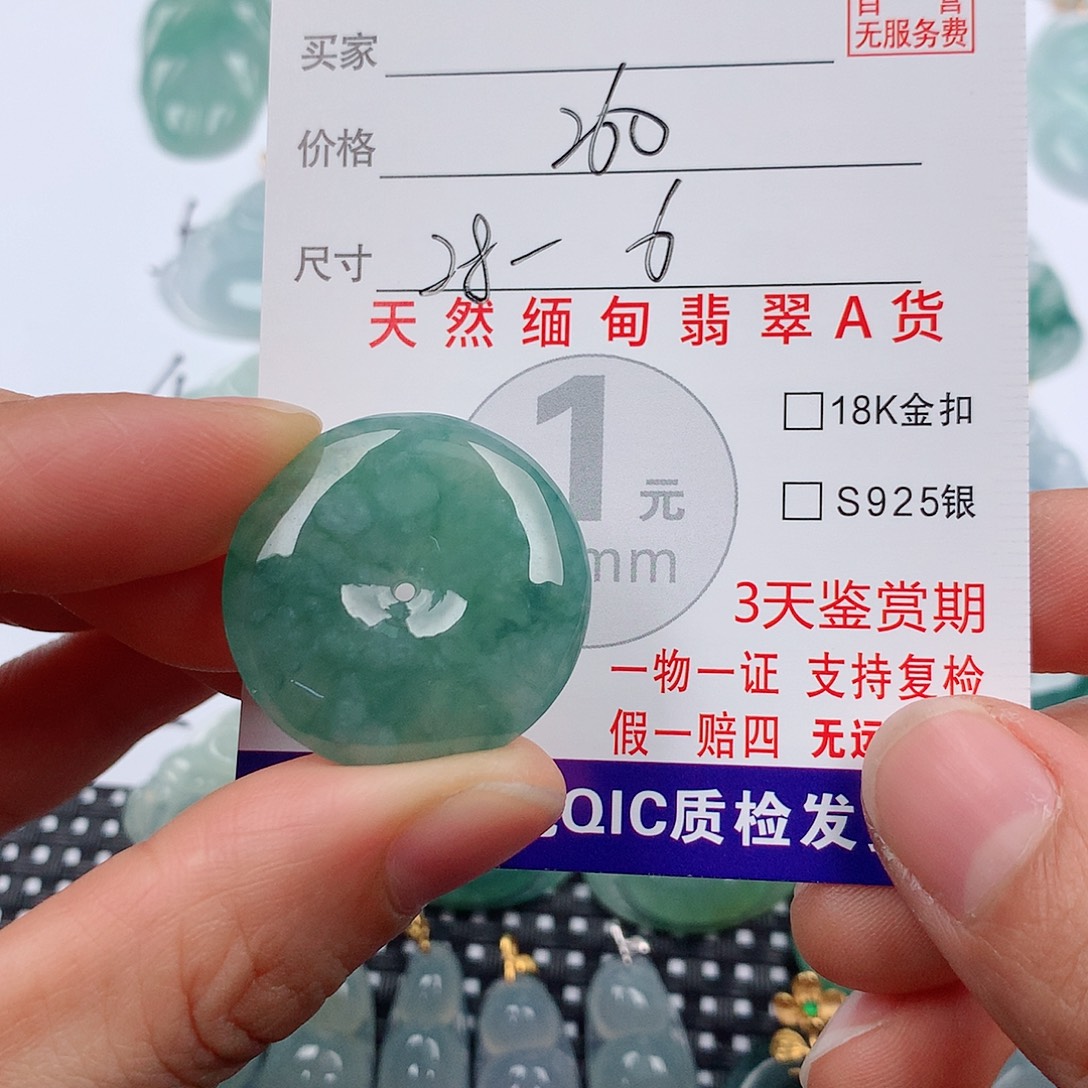 自营
无服务费
买家
价格 260
尺寸 28-6
天然缅甸翡翠A货
1元
mm
18K金扣
S925银
3天鉴赏期
一物一证 支持复检
假一赔四 无运
QIC质检发